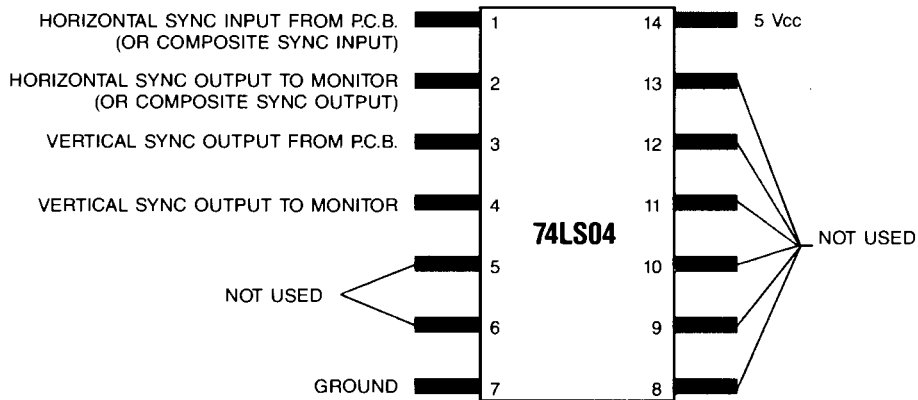 HORIZONTAL SYNC INPUT FROM P.C.B.
(OR COMPOSITE SYNC INPUT)
1
14
5 Vcc
HORIZONTAL SYNC OUTPUT TO MONITOR
(OR COMPOSITE SYNC OUTPUT)
2
13
VERTICAL SYNC OUTPUT FROM P.C.B.
3
12
VERTICAL SYNC OUTPUT TO MONITOR
4
11
74LS04
NOT USED
5
10
NOT USED
6
9
GROUND
7
8